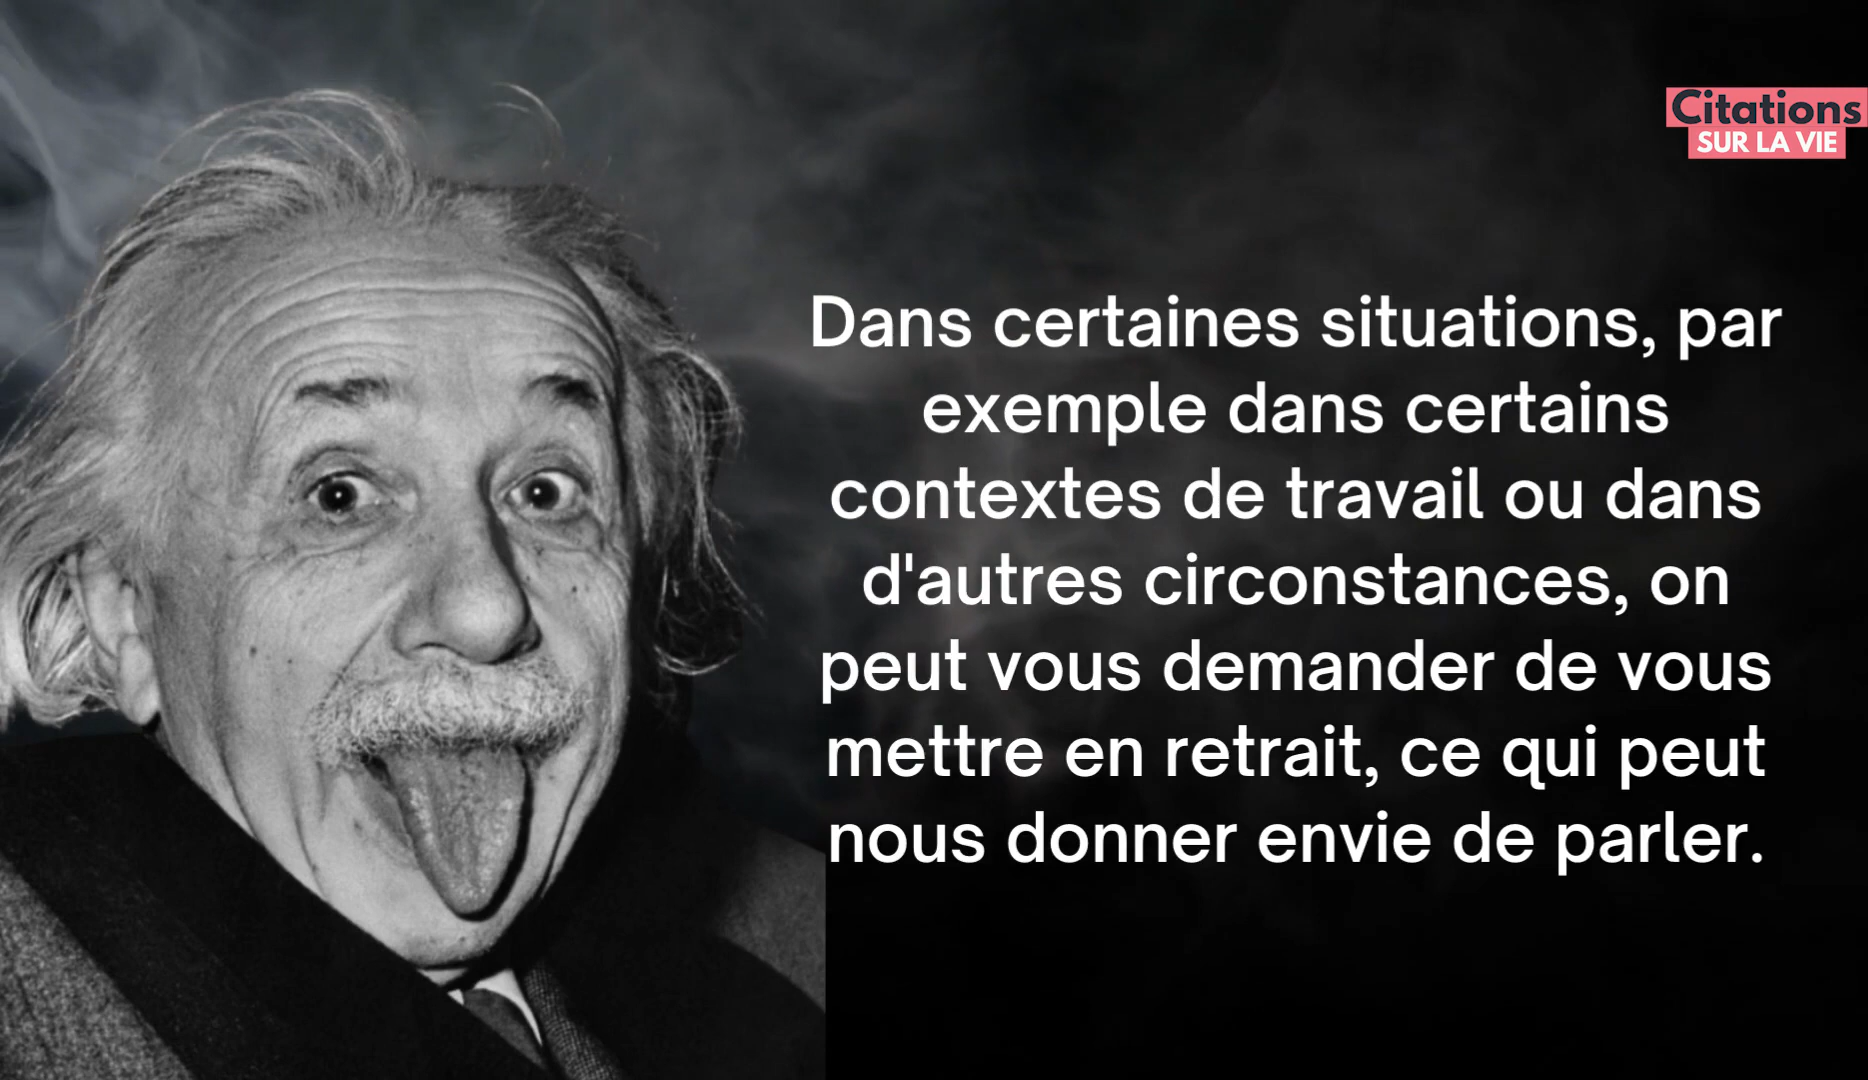 Citations
SUR LA VIE
Dans certaines situations, par
exemple dans certains
contextes de travail ou dans
d'autres circonstances, on
peut vous demander de vous
mettre en retrait, ce qui peut
nous donner envie de parler.